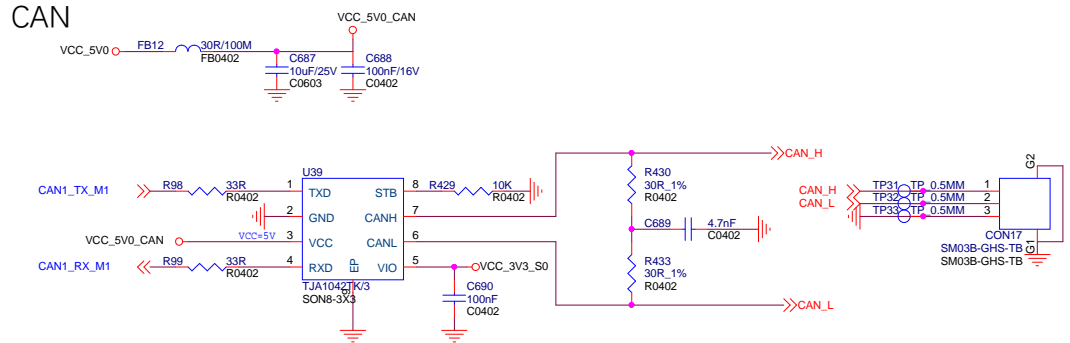 CAN
VCC_5V0
FB12
30R/100M
FB0402
VCC_5V0_CAN
C687
10uF/25V
C0603
C688
100nF/16V
C0402
CAN1_TX_M1
R98
33R
R0402
VCC_5V0_CAN
VCC=5V
CAN1_RX_M1
R99
33R
R0402
U39
1
TXD
STB
8
2
GND
CANH
7
3
VCC
CANL
6
4
RXD
VIO
5
EP
9
TJA1042TK/3
SON8-3X3
R429
10K
R0402
VCC_3V3_S0
C690
100nF
C0402
R430
30R_1%
R0402
C689
4.7nF
C0402
R433
30R_1%
R0402
CAN_H
CAN_L
CAN_H
TP31
TP_0.5MM
1
CAN_L
TP32
TP_0.5MM
2
TP33
TP_0.5MM
3
G2
G1
CON17
SM03B-GHS-TB
SM03B-GHS-TB